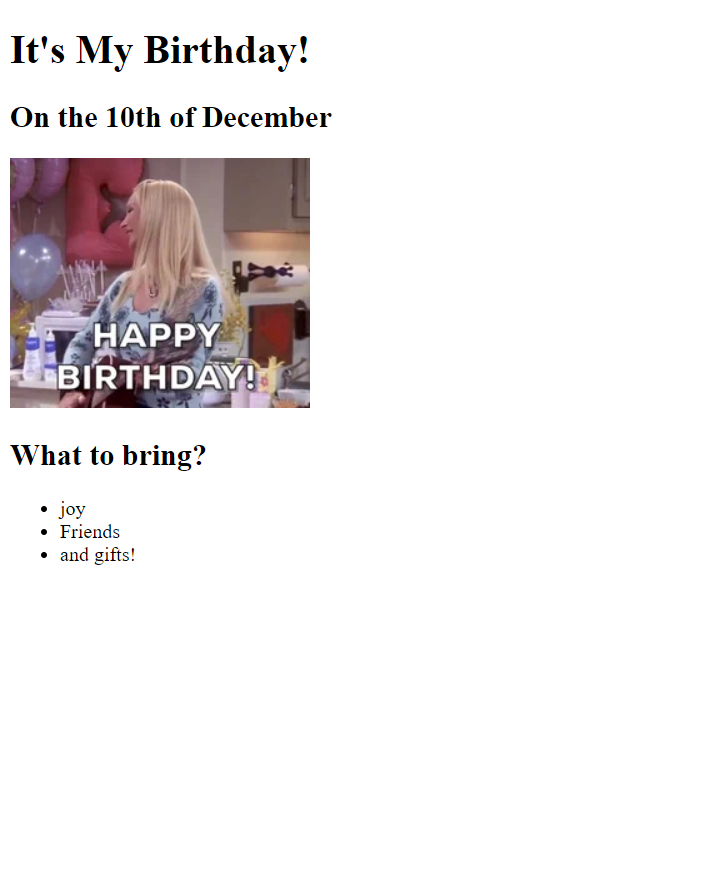 It's My Birthday!
On the 10th of December
HAPPY
BIRTHDAY!
What to bring?
joy
Friends
and gifts!